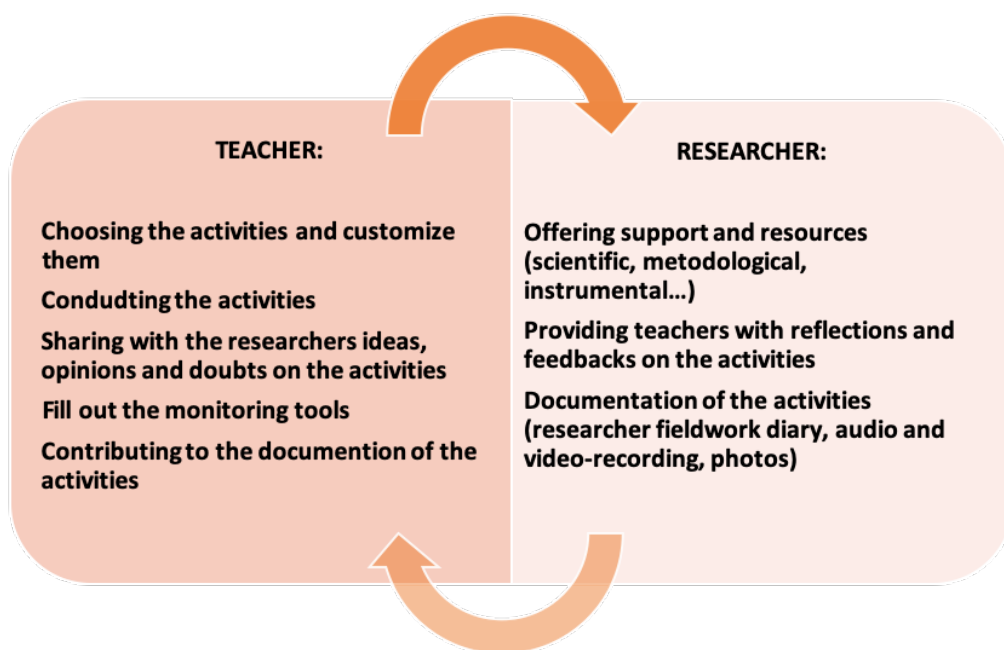 TEACHER:
Choosing the activities and customize
them
Condudting the activities
Sharing with the researchers ideas,
opinions and doubts on the activities
Fill out the monitoring tools
Contributing to the documention of the
activities
RESEARCHER:
Offering support and resources
(scientific, metodological,
instrumental...)
Providing teachers with reflections and
feedbacks on the activities
Documentation of the activities
(researcher fieldwork diary, audio and
video-recording, photos)